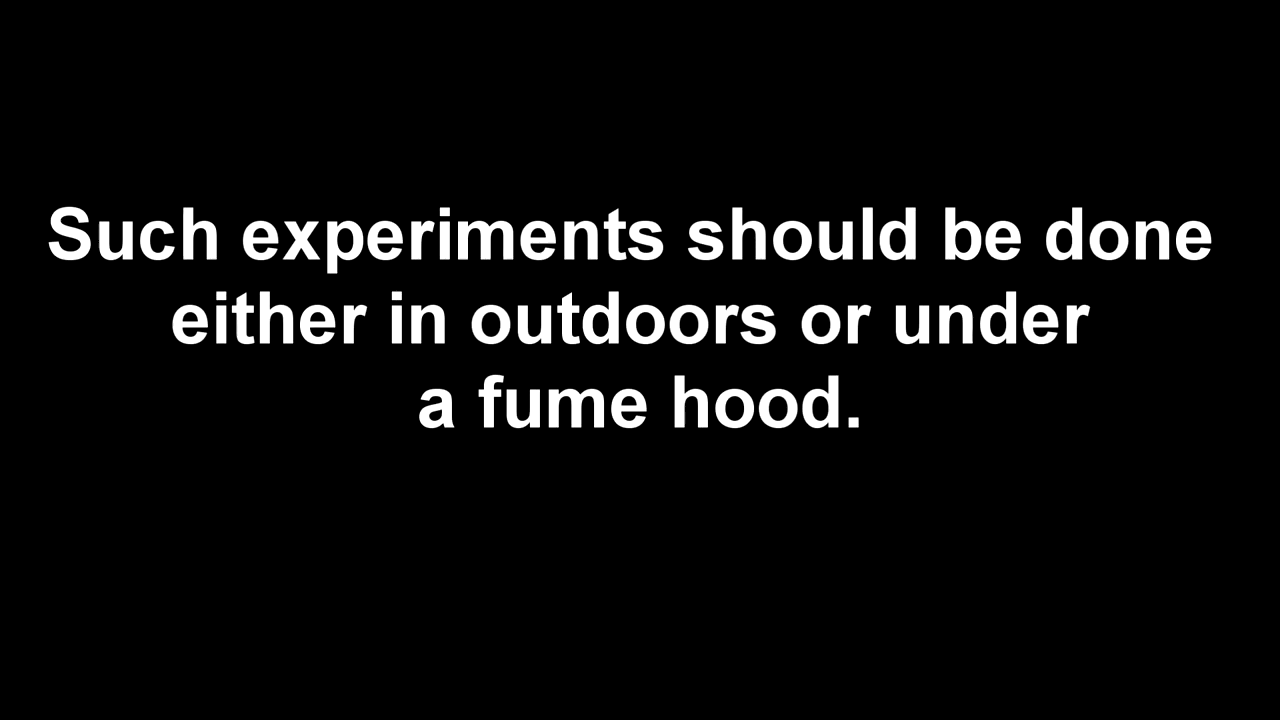 Such experiments should be done
either in outdoors or under
a fume hood.